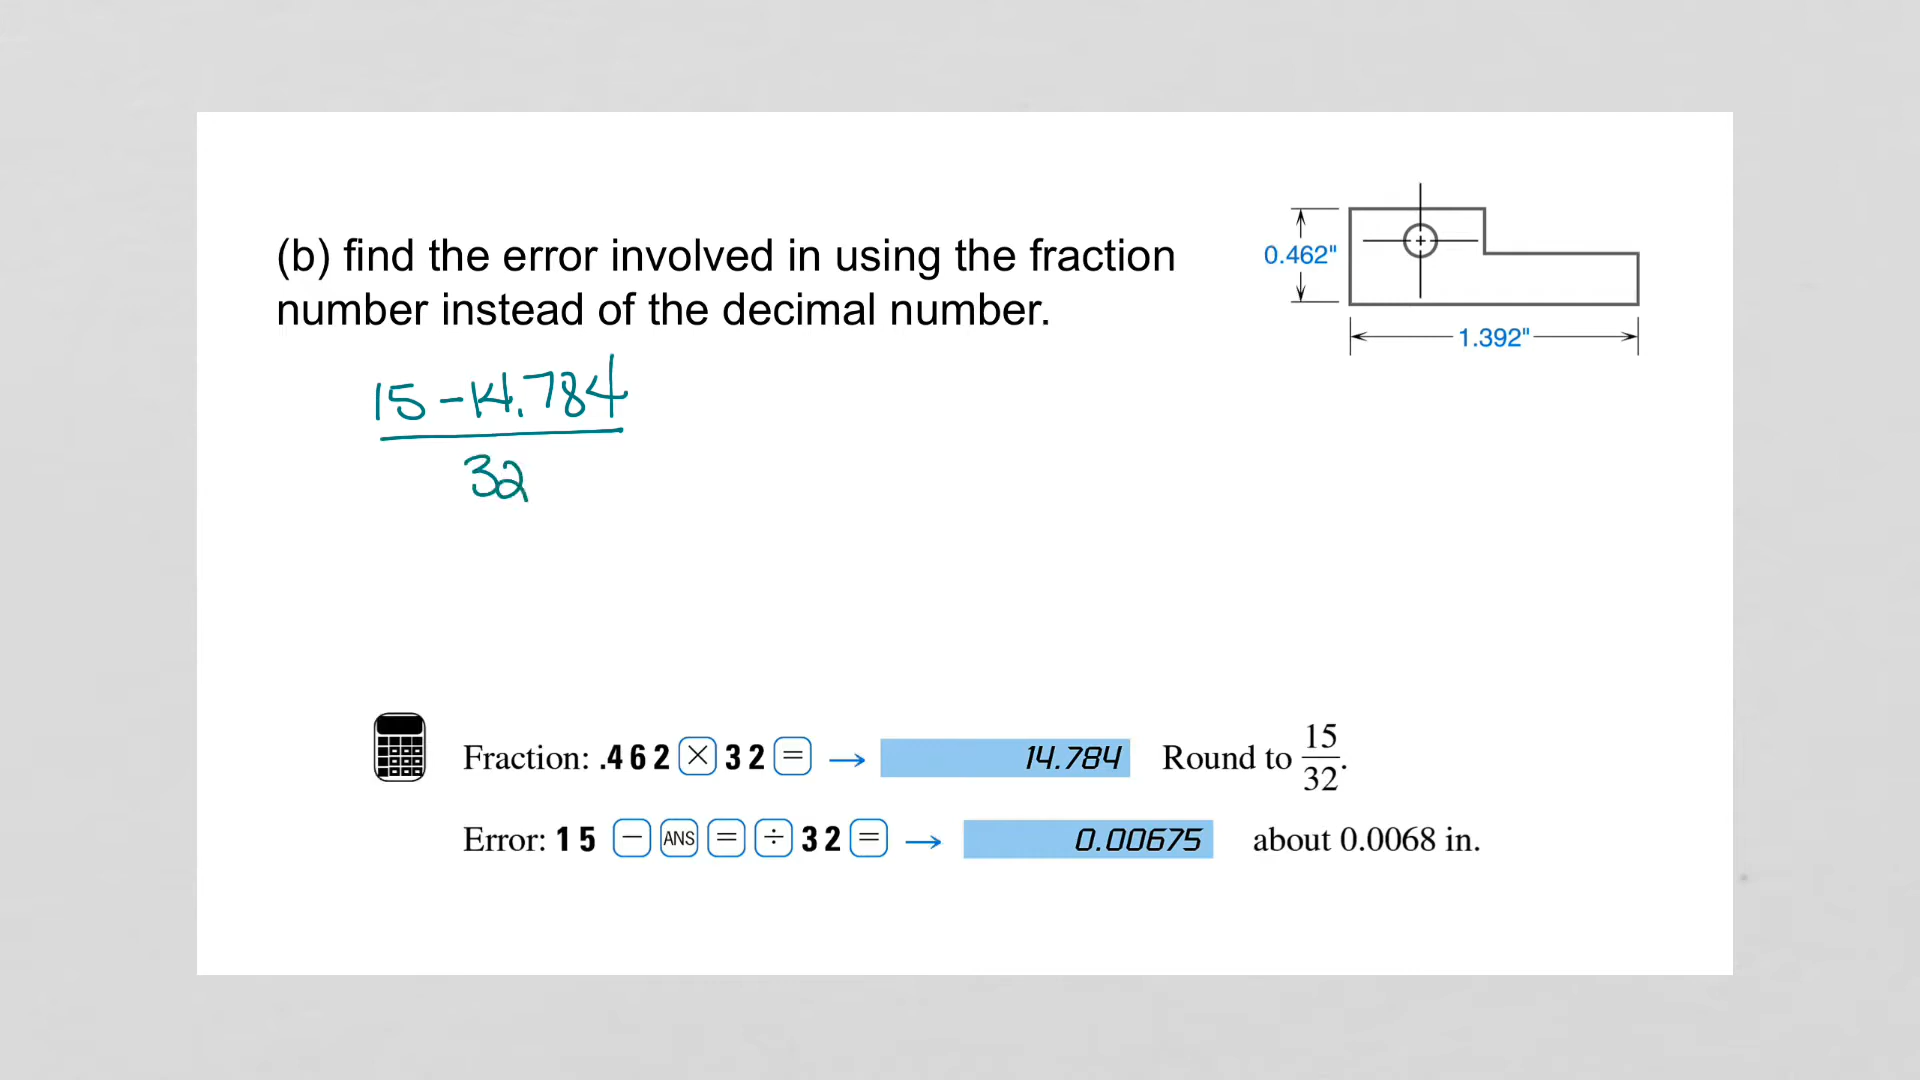 (b) find the error involved in using the fraction
number instead of the decimal number.
0.462"
1.392"
15 - 14.784
32
Fraction: .462 × 32 = → 14.784 Round to 15/32.
Error: 15 − ANS = ÷ 32 = → 0.00675 about 0.0068 in.